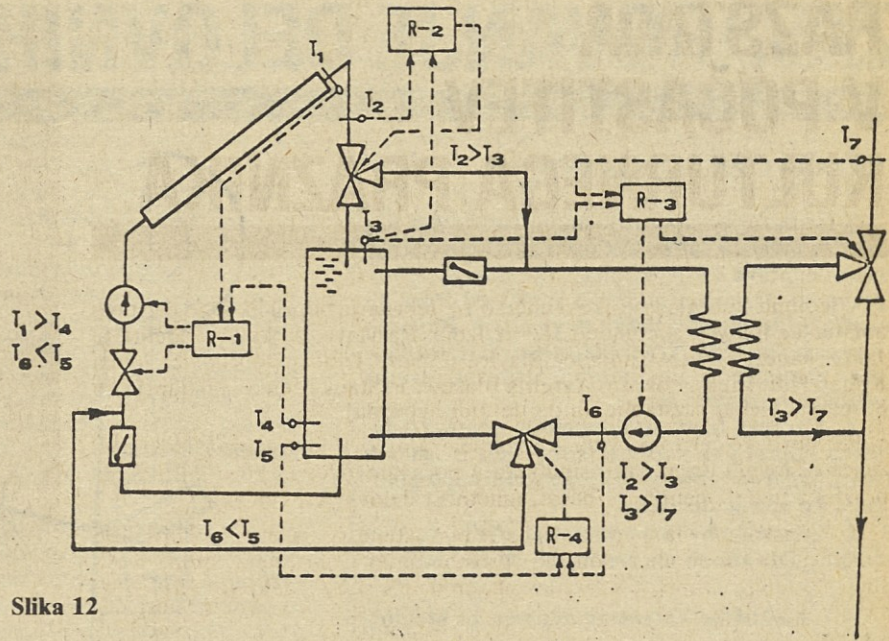 R-2
T₁
T₂
T₇
T₂>T₃
R-3
T₃
T₁>T₄
T₆<T₅
R-1
T₄
T₅
T₆
T₃>T₇
T₂>T₃
T₃>T₇
T₆<T₅
R-4
Slika 12